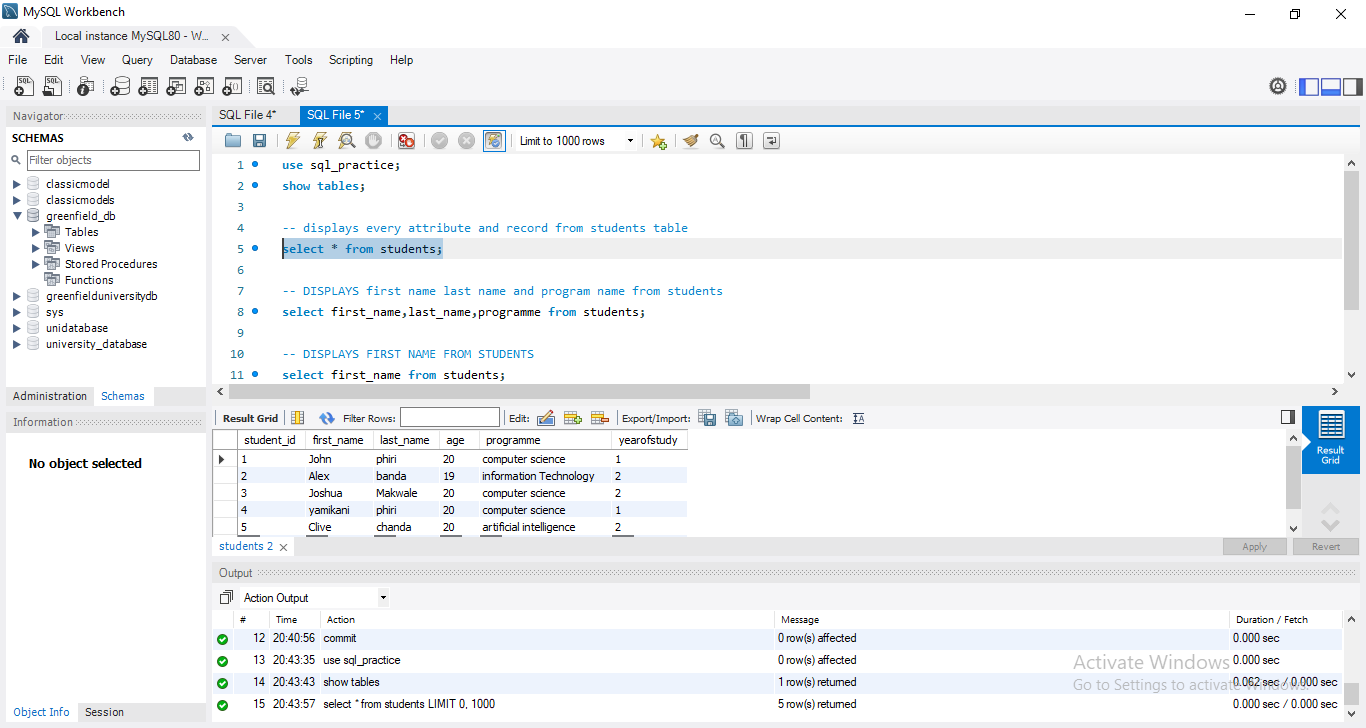 MySQL Workbench
Local instance MySQL80 - W...
File Edit View Query Database Server Tools Scripting Help
Navigator
SCHEMAS
Filter objects
classicmodel
classicmodels
greenfield_db
Tables
Views
Stored Procedures
Functions
greenfielduniversitydb
sys
unidatabase
university_database
Administration Schemas
Information
No object selected
Object Info Session
SQL File 4* SQL File 5*
Limit to 1000 rows
1 use sql_practice;
2 show tables;
3
4 -- displays every attribute and record from students table
5 select * from students;
6
7 -- DISPLAYS first name last name and program name from students
8 select first_name,last_name,programme from students;
9
10 -- DISPLAYS FIRST NAME FROM STUDENTS
11 select first_name from students;
Result Grid Filter Rows: Edit: Export/Import: Wrap Cell Content:
student_id first_name last_name age programme yearofstudy
1 John phiri 20 computer science 1
2 Alex banda 19 information Technology 2
3 Joshua Makwale 20 computer science 2
4 yamikani phiri 20 computer science 1
5 Clive chanda 20 artificial intelligence 2
Result
Grid
students 2 Apply Revert
Output
Action Output
# Time Action Message Duration / Fetch
12 20:40:56 commit 0 row(s) affected 0.000 sec
13 20:43:35 use sql_practice 0 row(s) affected 0.000 sec
14 20:43:43 show tables 1 row(s) returned 0.062 sec / 0.000 sec
15 20:43:57 select * from students LIMIT 0, 1000 5 row(s) returned 0.000 sec / 0.000 sec
Activate Windows
Go to Settings to activate Windows.